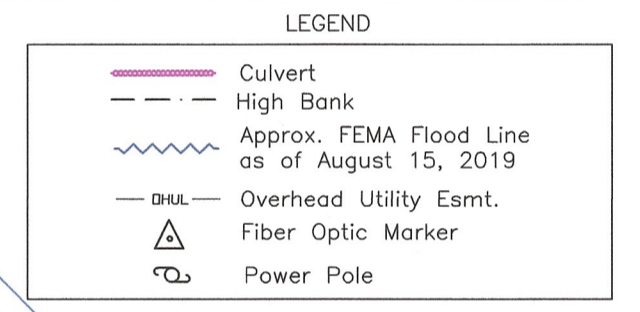 LEGEND
Culvert
High Bank
Approx. FEMA Flood Line
as of August 15, 2019
OHUL Overhead Utility Esmt.
Fiber Optic Marker
Power Pole